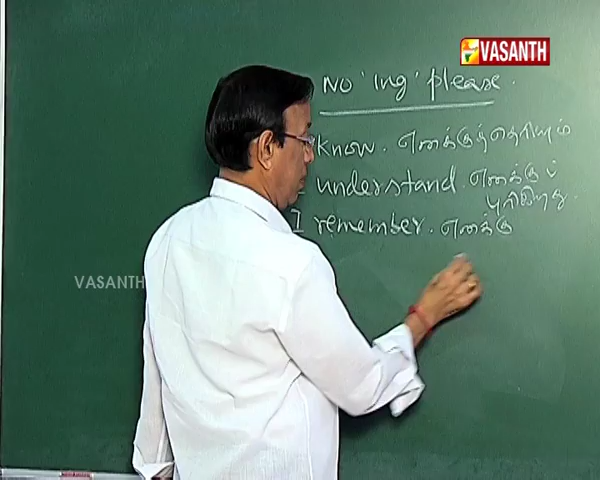 VASANTH
No 'ing' please.
know. எனக்குத்தெரியும்
I understand. எனக்குப்
புரிகிறது.
I remember. எனக்கு
VASANTH